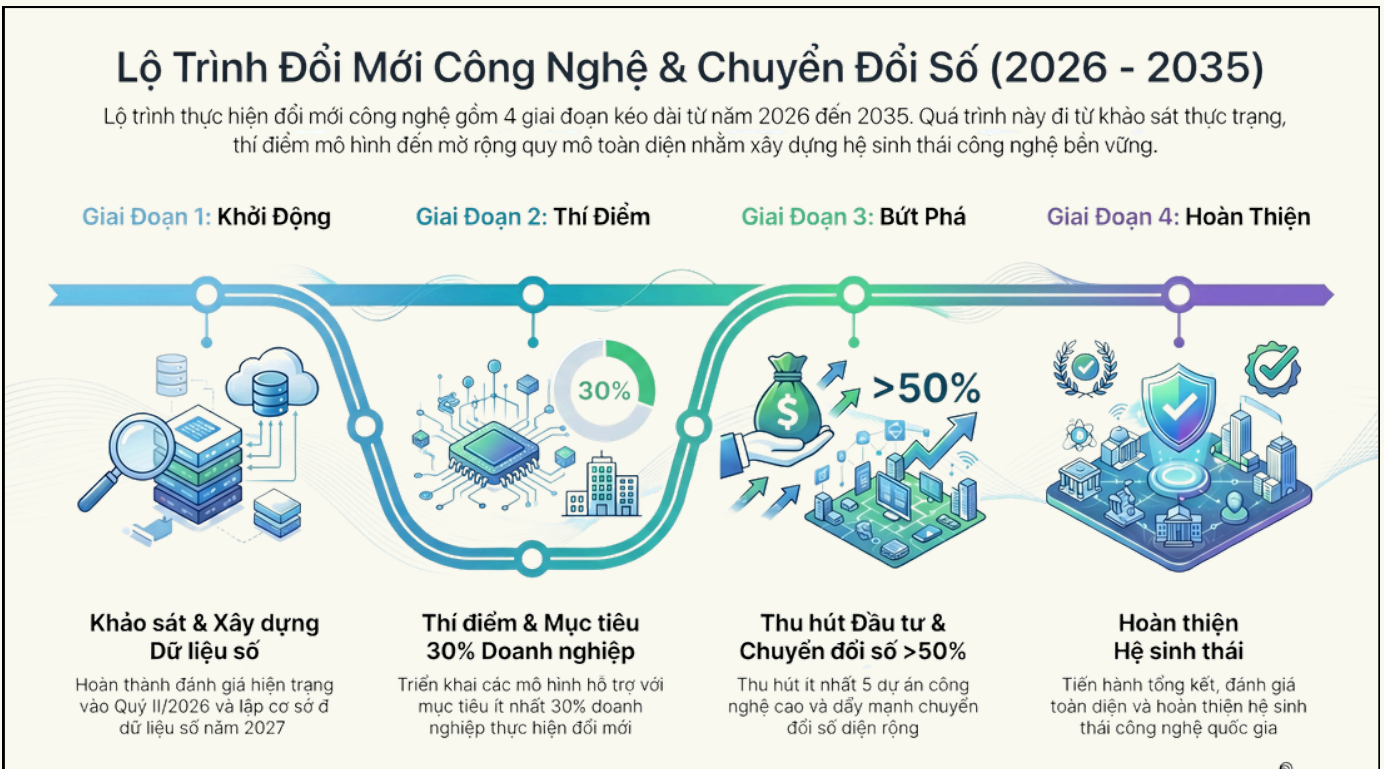 Lộ Trình Đổi Mới Công Nghệ & Chuyển Đổi Số (2026 - 2035)
Lộ trình thực hiện đổi mới công nghệ gồm 4 giai đoạn kéo dài từ năm 2026 đến 2035. Quá trình này đi từ khảo sát thực trạng,
thí điểm mô hình đến mở rộng quy mô toàn diện nhằm xây dựng hệ sinh thái công nghệ bền vững.
Giai Đoạn 1: Khởi Động
Giai Đoạn 2: Thí Điểm
Giai Đoạn 3: Bứt Phá
Giai Đoạn 4: Hoàn Thiện
30%
$
>50%
Khảo sát & Xây dựng
Dữ liệu số
Hoàn thành đánh giá hiện trạng
vào Quý II/2026 và lập cơ sở đ
dữ liệu số năm 2027
Thí điểm & Mục tiêu
30% Doanh nghiệp
Triển khai các mô hình hỗ trợ với
mục tiêu ít nhất 30% doanh
nghiệp thực hiện đổi mới
Thu hút Đầu tư &
Chuyển đổi số >50%
Thu hút ít nhất 5 dự án công
nghệ cao và dẩy mạnh chuyển
đổi số diện rộng
Hoàn thiện
Hệ sinh thái
Tiến hành tổng kết, đánh giá
toàn diện và hoàn thiện hệ sinh
thái công nghệ quốc gia